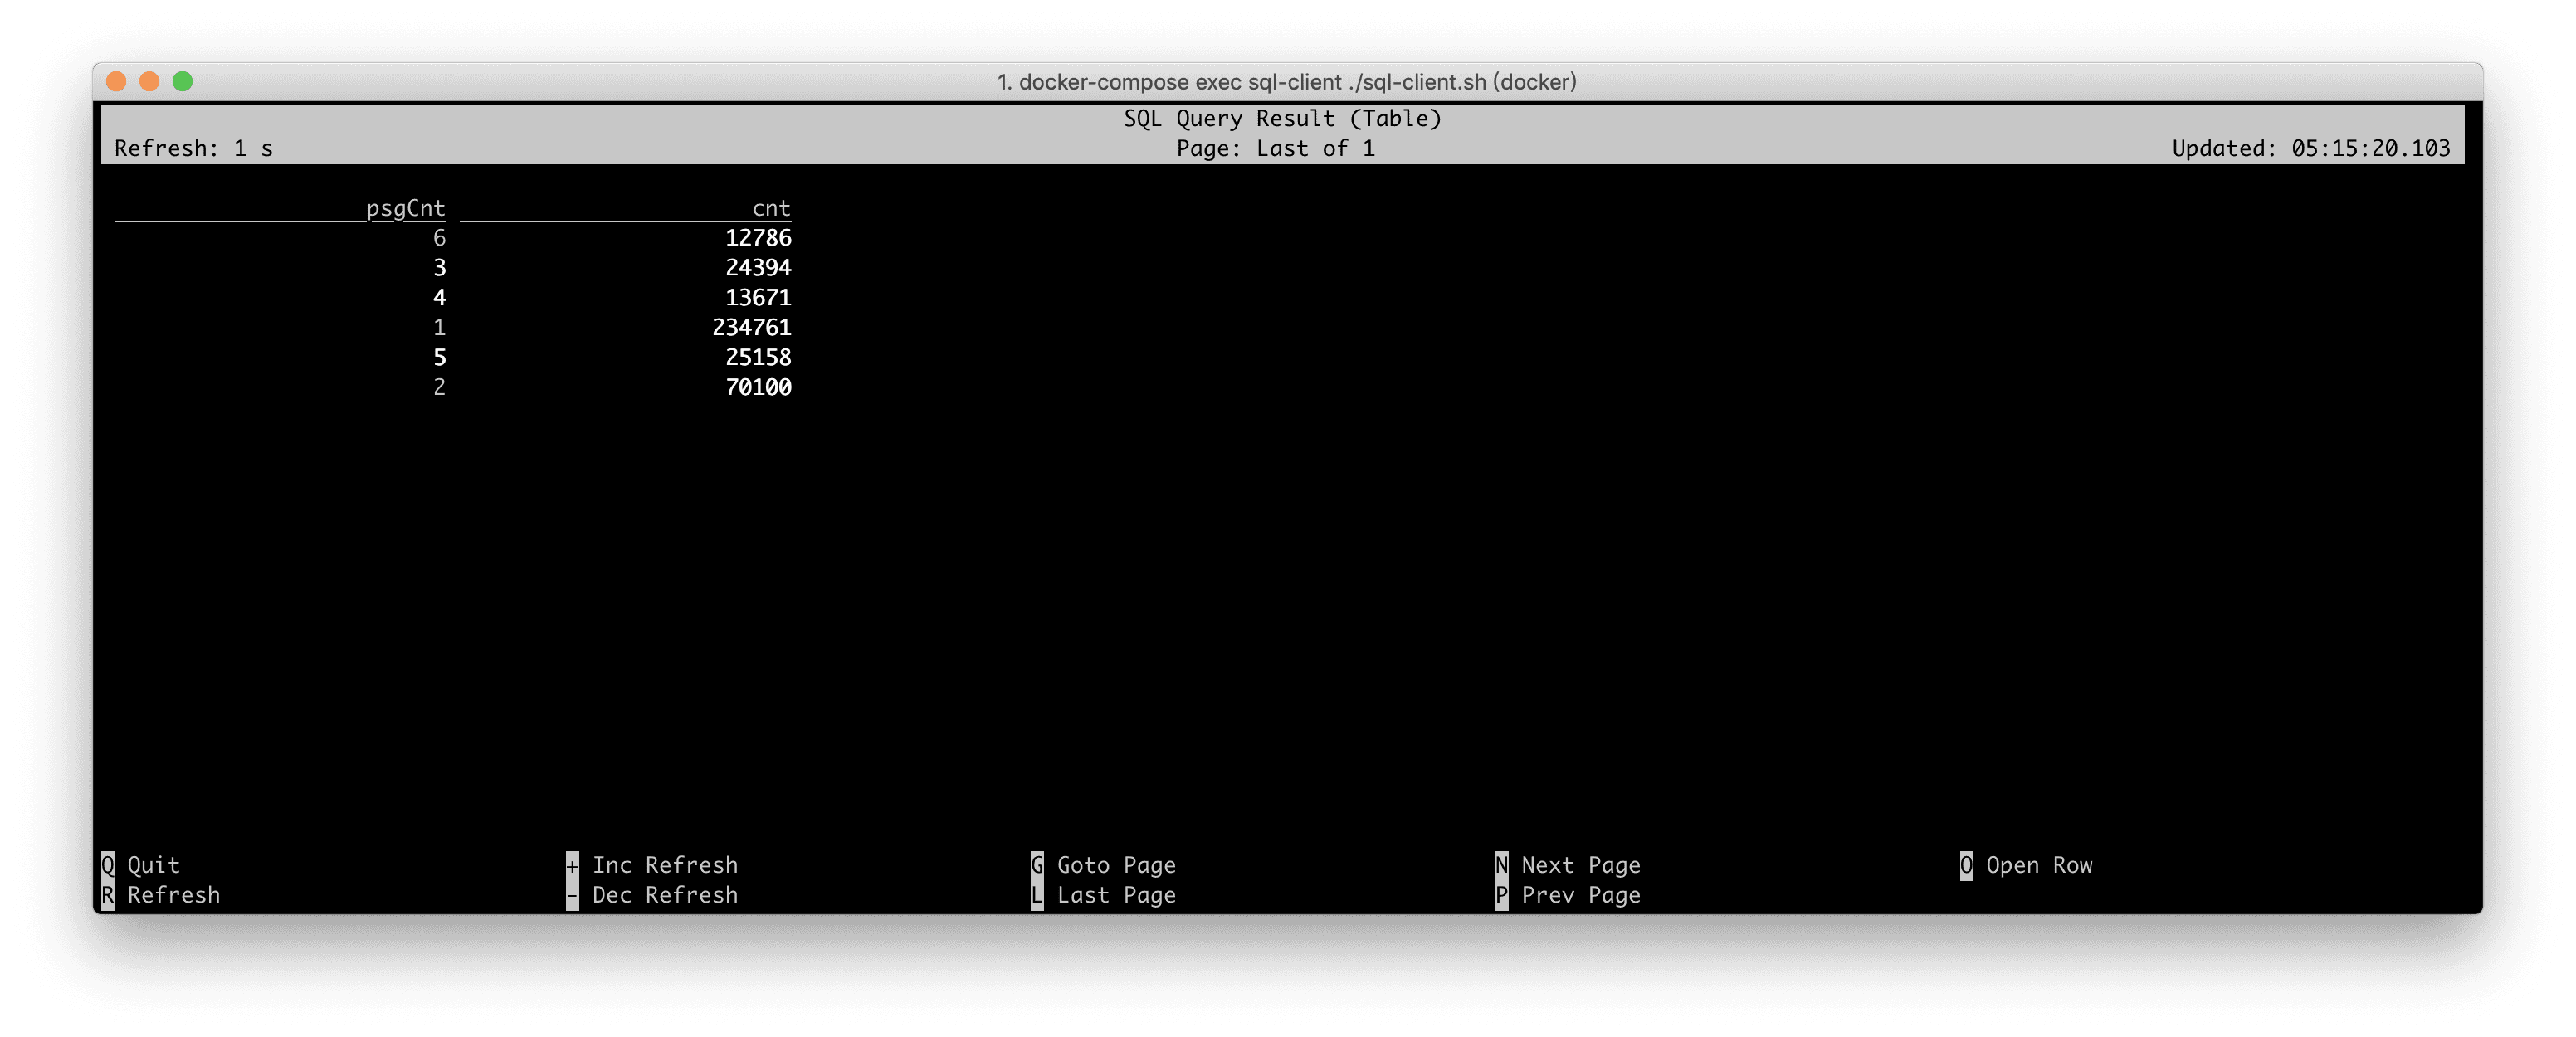 1. docker-compose exec sql-client ./sql-client.sh (docker)
SQL Query Result (Table)
Refresh: 1 s Page: Last of 1 Updated: 05:15:20.103
psgCnt cnt
6 12786
3 24394
4 13671
1 234761
5 25158
2 70100
Q Quit + Inc Refresh G Goto Page N Next Page O Open Row
R Refresh - Dec Refresh L Last Page P Prev Page